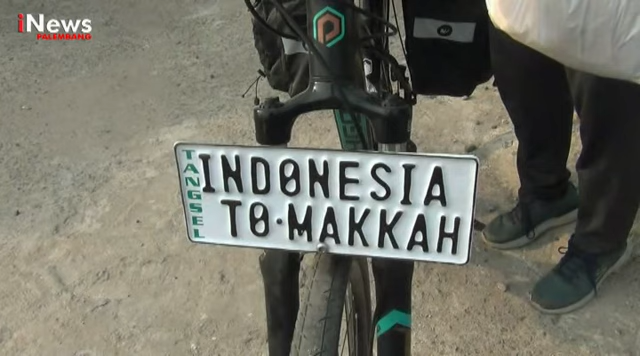 iNews
PALEMBANG
TANGSEL
INDONESIA
TO·MAKKAH